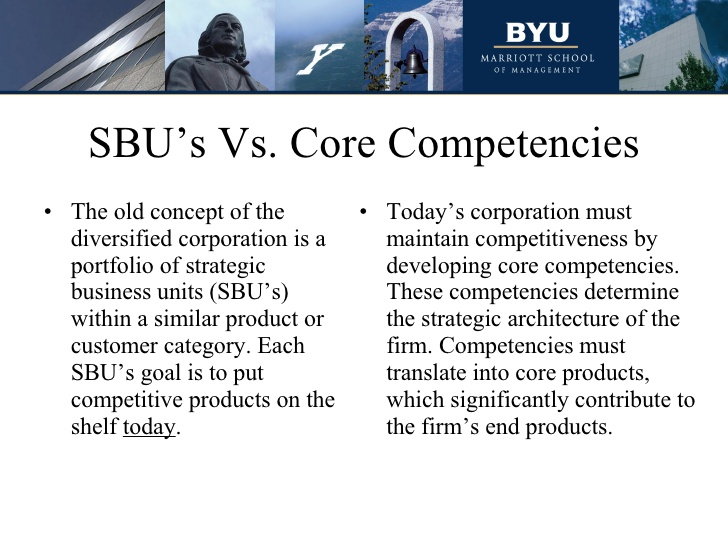 Y
BYU
MARRIOTT SCHOOL
OF MANAGEMENT
SBU’s Vs. Core Competencies
• The old concept of the
diversified corporation is a
portfolio of strategic
business units (SBU’s)
within a similar product or
customer category. Each
SBU’s goal is to put
competitive products on the
shelf today.
• Today’s corporation must
maintain competitiveness by
developing core competencies.
These competencies determine
the strategic architecture of the
firm. Competencies must
translate into core products,
which significantly contribute to
the firm’s end products.